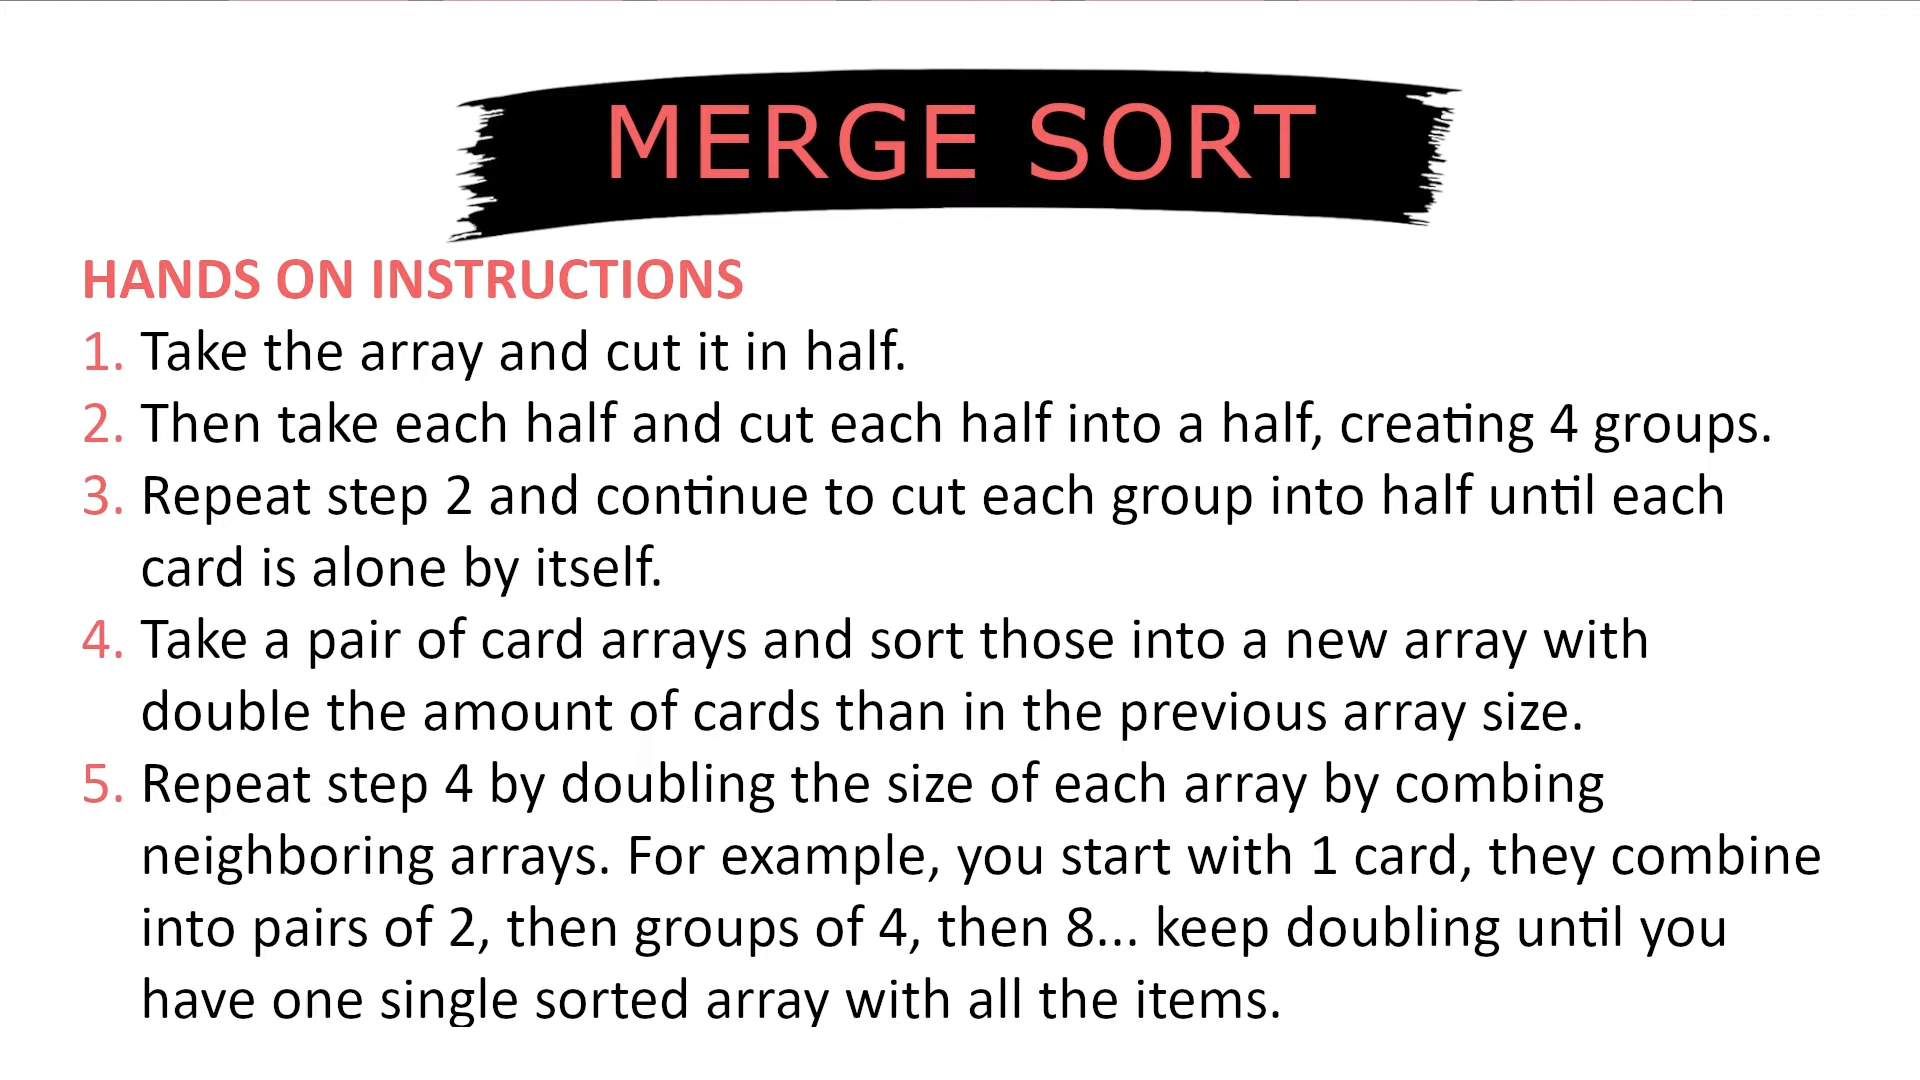 MERGE SORT
HANDS ON INSTRUCTIONS
1. Take the array and cut it in half.
2. Then take each half and cut each half into a half, creating 4 groups.
3. Repeat step 2 and continue to cut each group into half until each
card is alone by itself.
4. Take a pair of card arrays and sort those into a new array with
double the amount of cards than in the previous array size.
5. Repeat step 4 by doubling the size of each array by combing
neighboring arrays. For example, you start with 1 card, they combine
into pairs of 2, then groups of 4, then 8... keep doubling until you
have one single sorted array with all the items.